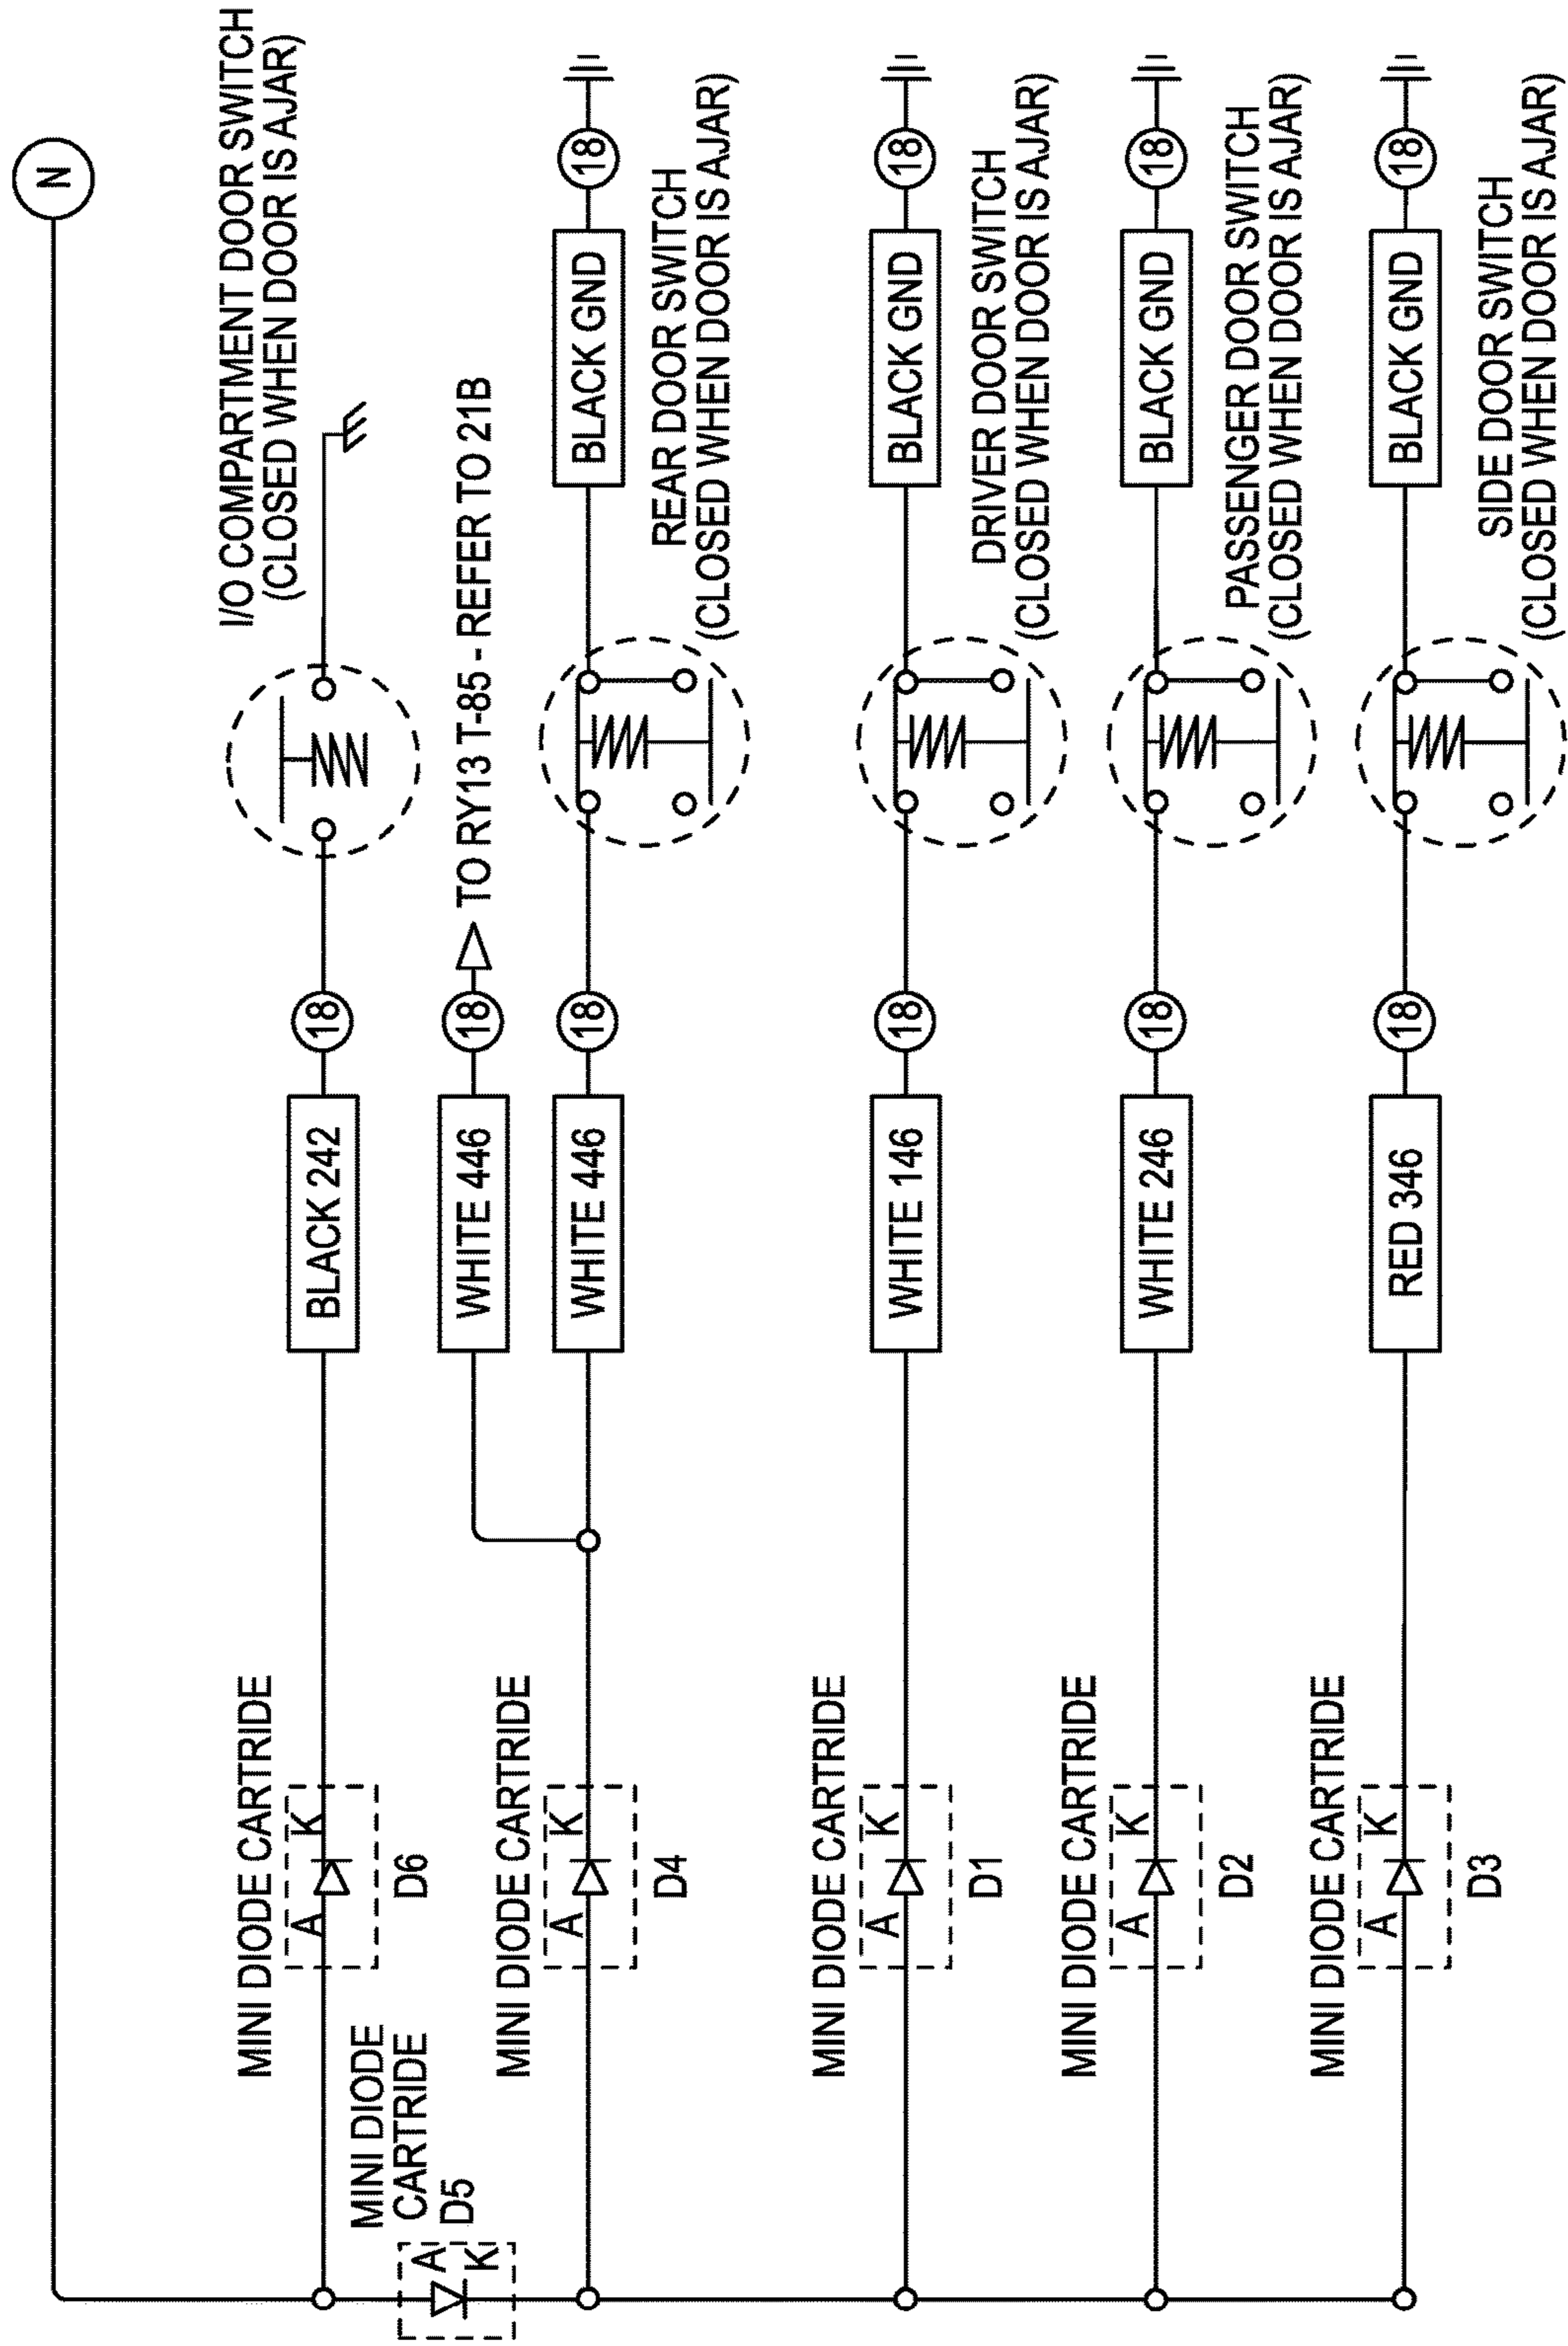 N
I/O COMPARTMENT DOOR SWITCH
(CLOSED WHEN DOOR IS AJAR)
MINI DIODE CARTRIDE
A
K
D6
BLACK 242
18
MINI DIODE
CARTRIDE
D5
A
K
WHITE 446
18
TO RY13 T-85 - REFER TO 21B
MINI DIODE CARTRIDE
A
K
D4
WHITE 446
18
BLACK GND
18
REAR DOOR SWITCH
(CLOSED WHEN DOOR IS AJAR)
MINI DIODE CARTRIDE
A
K
D1
WHITE 146
18
BLACK GND
18
DRIVER DOOR SWITCH
(CLOSED WHEN DOOR IS AJAR)
MINI DIODE CARTRIDE
A
K
D2
WHITE 246
18
BLACK GND
18
PASSENGER DOOR SWITCH
(CLOSED WHEN DOOR IS AJAR)
MINI DIODE CARTRIDE
A
K
D3
RED 346
18
BLACK GND
18
SIDE DOOR SWITCH
(CLOSED WHEN DOOR IS AJAR)